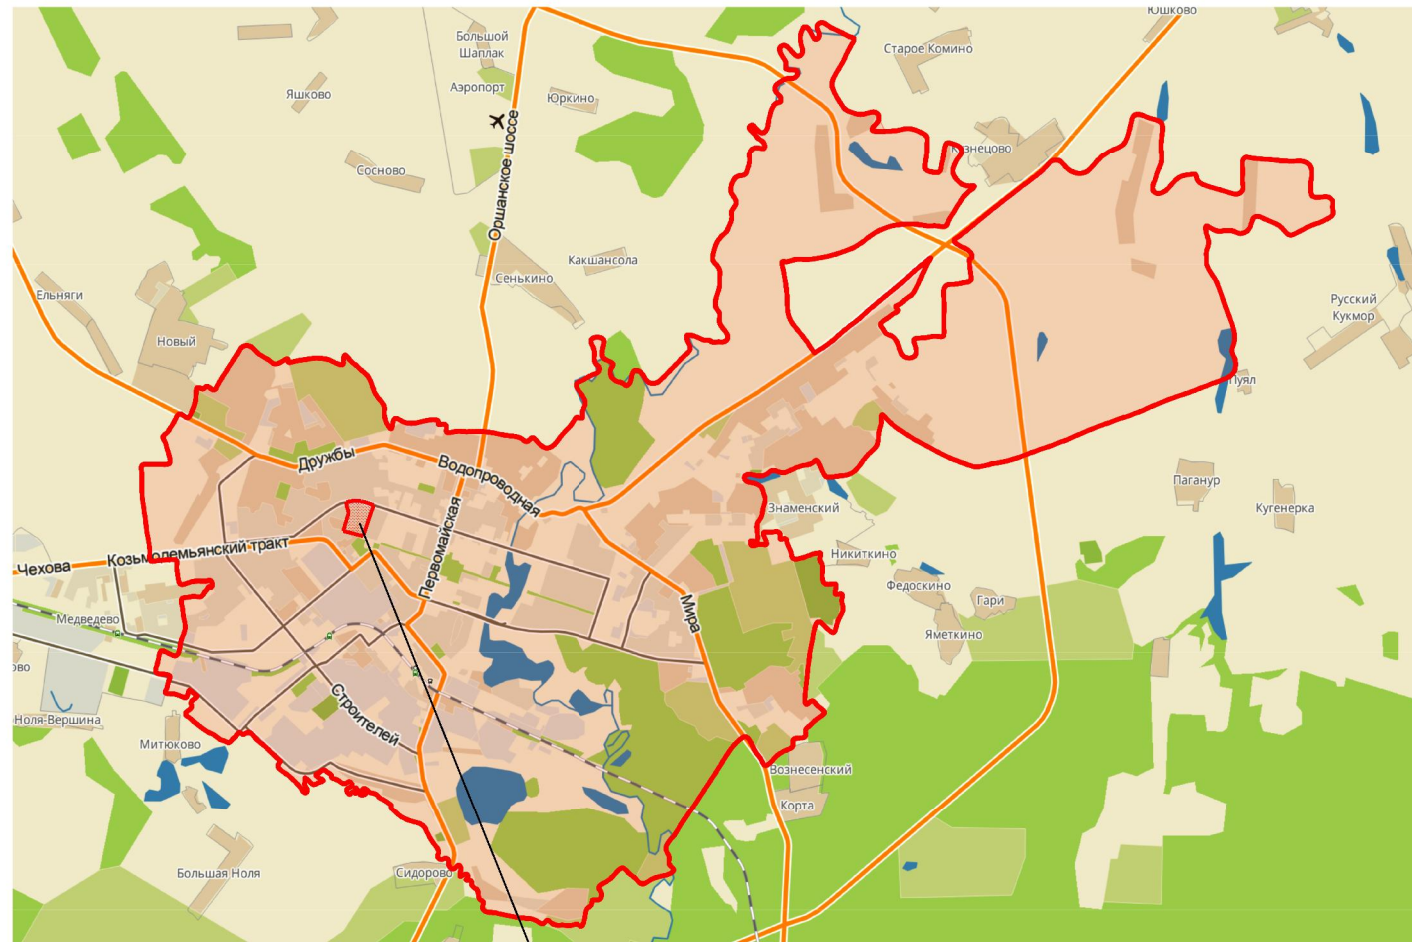 Юшково
Большой
Шаплак
Старое Комино
Аэропорт
Яшково
Юркино
Оршанское шоссе
знецово
Сосново
Какшансола
Сенькино
Ельняги
Русский
Кукмор
Новый
Пуял
Дружбы
Водопроводная
Паганур
Знаменский
Кугенерка
Первомайская
Козьмодемьянский тракт
Никиткино
Чехова
Федоскино
Гари
Мира
Медведево
Яметкино
ово
Строителей
Ноля-Вершина
Митюково
Вознесенский
Корта
Большая Ноля
Сидорово